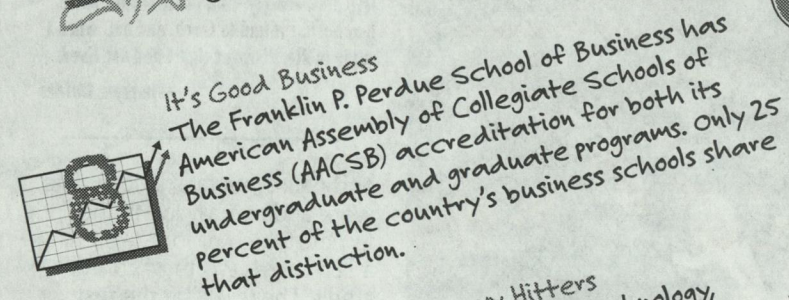 It's Good Business
The Franklin P. Perdue School of Business has
American Assembly of Collegiate Schools of
Business (AACSB) accreditation for both its
undergraduate and graduate programs. Only 25
percent of the country's business schools share
that distinction.
8
Hitters